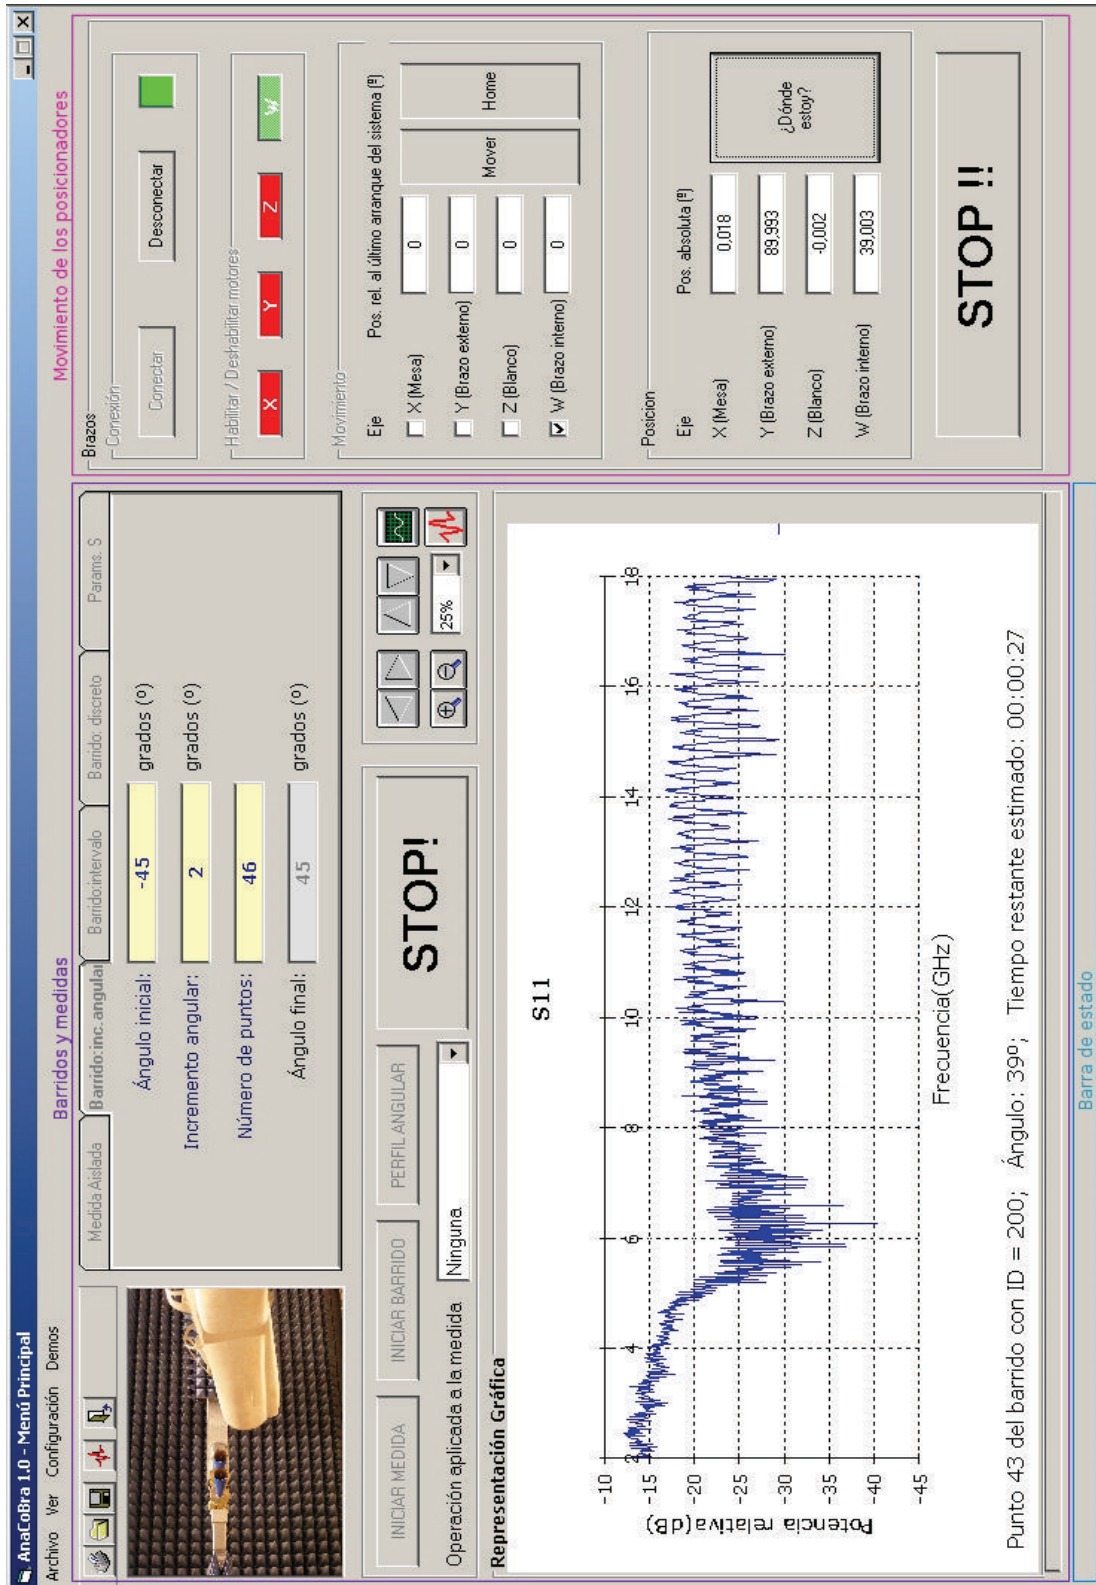 AnaCoBra 1.0 - Menú Principal
Archivo Ver Configuración Demos
Barridos y medidas
Medida Aislada
Barrido:inc.angular
Barrido:intervalo
Barrido: discreto
Params. S
Ángulo inicial: -45 grados (º)
Incremento angular: 2 grados (º)
Número de puntos: 46
Ángulo final: 45 grados (º)
INICIAR MEDIDA
INICIAR BARRIDO
PERFIL ANGULAR
STOP!
Operación aplicada a la medida
Ninguna
25%
Representación Gráfica
S11
Potencia relativa(dB)
-10
-15
-20
-25
-30
-35
-40
-45
2 4 6 8 10 12 14 16 18
Frecuencia(GHz)
Punto 43 del barrido con ID = 200; Ángulo: 39º; Tiempo restante estimado: 00:00:27
Movimiento de los posicionadores
Brazos
Conexión
Conectar
Desconectar
Habilitar / Deshabilitar motores
X Y Z W
Movimiento
Eje Pos. rel. al último arranque del sistema (º)
X (Mesa) 0
Y (Brazo externo) 0
Z (Blanco) 0
W (Brazo interno) 0
Mover
Home
Posicion
Eje Pos. absoluta (º)
X (Mesa) 0,018
Y (Brazo externo) 89,993
Z (Blanco) -0,002
W (Brazo interno) 39,003
¿Dónde
estoy?
STOP !!
Barra de estado